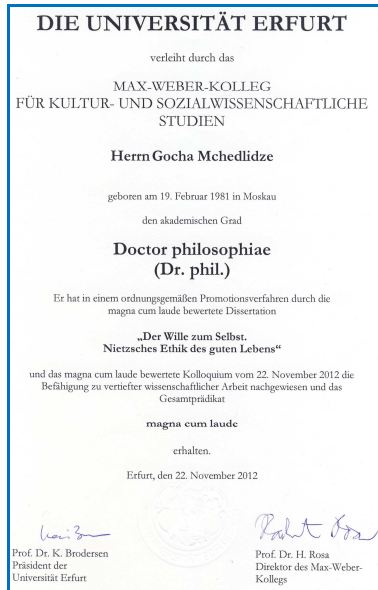 DIE UNIVERSITÄT ERFURT
verleiht durch das
MAX-WEBER-KOLLEG
FÜR KULTUR- UND SOZIALWISSENSCHAFTLICHE
STUDIEN
Herrn Gocha Mchedlidze
geboren am 19. Februar 1981 in Moskau
den akademischen Grad
Doctor philosophiae
(Dr. phil.)
Er hat in einem ordnungsgemäßen Promotionsverfahren durch die
magna cum laude bewertete Dissertation
„Der Wille zum Selbst.
Nietzsches Ethik des guten Lebens“
und das magna cum laude bewertete Kolloquium vom 22. November 2012 die
Befähigung zu vertiefter wissenschaftlicher Arbeit nachgewiesen und das
Gesamtprädikat
magna cum laude
erhalten.
Erfurt, den 22. November 2012
Prof. Dr. K. Brodersen
Präsident der
Universität Erfurt
Prof. Dr. H. Rosa
Direktor des Max-Weber-
Kollegs